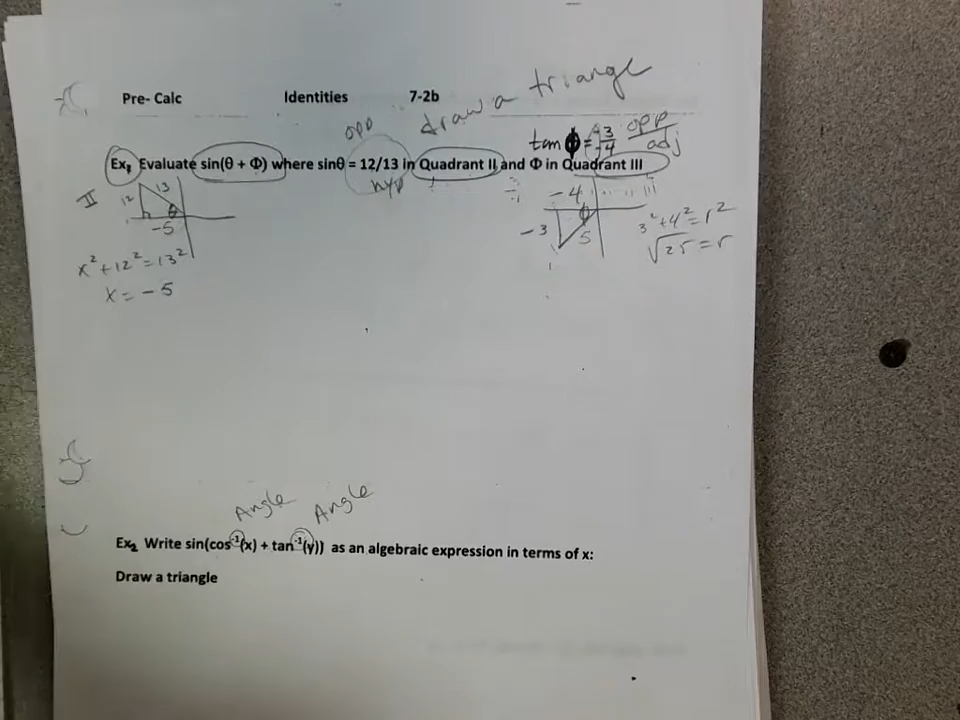 Pre- Calc Identities 7-2b
draw a triangle
opp
tanΦ = -3/-4 opp/adj
Ex1 Evaluate sin(θ + Φ) where sinθ = 12/13 in Quadrant II and Φ in Quadrant III
hyp
II 12 13 θ
-5
x² + 12² = 13²
x = -5
-4 III
-3 Φ 5
3² + 4² = r²
√25 = r
Angle Angle
Ex2 Write sin(cos⁻¹(x) + tan⁻¹(y)) as an algebraic expression in terms of x:
Draw a triangle